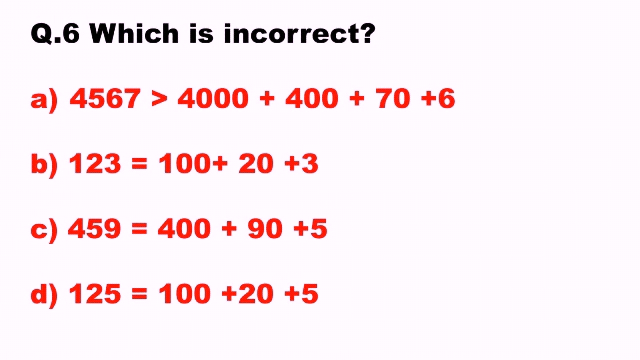 Q.6 Which is incorrect?
a) 4567 > 4000 + 400 + 70 +6
b) 123 = 100+ 20 +3
c) 459 = 400 + 90 +5
d) 125 = 100 +20 +5